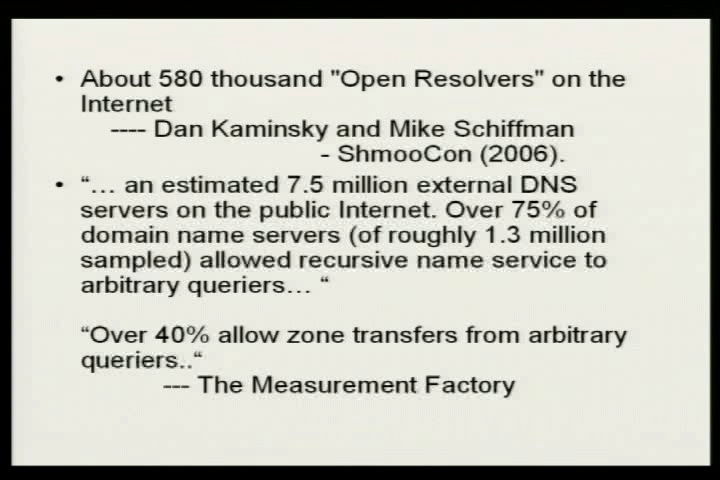 • About 580 thousand "Open Resolvers" on the
Internet
---- Dan Kaminsky and Mike Schiffman
- ShmooCon (2006).
• “… an estimated 7.5 million external DNS
servers on the public Internet. Over 75% of
domain name servers (of roughly 1.3 million
sampled) allowed recursive name service to
arbitrary queriers… “
“Over 40% allow zone transfers from arbitrary
queriers..“
--- The Measurement Factory